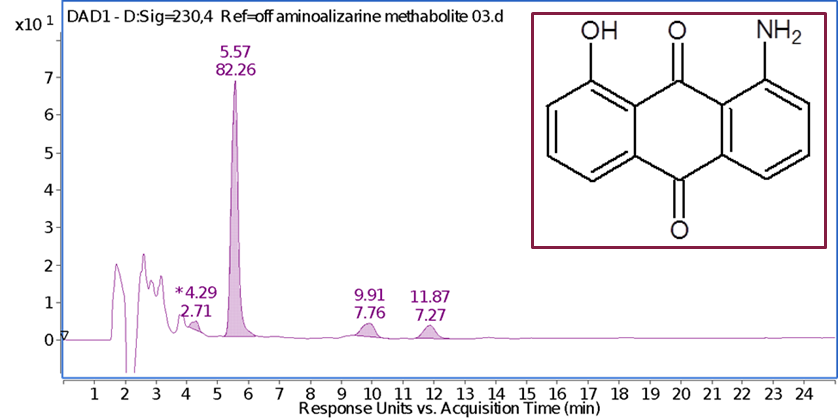 DAD1 - D:Sig=230,4 Ref=off aminoalizarine methabolite 03.d
x10 1
7
6
5
4
3
2
1
0
5.57
82.26
* 4.29
2.71
9.91
7.76
11.87
7.27
OH
O
NH2
O
1 2 3 4 5 6 7 8 9 10 11 12 13 14 15 16 17 18 19 20 21 22 23 24
Response Units vs. Acquisition Time (min)